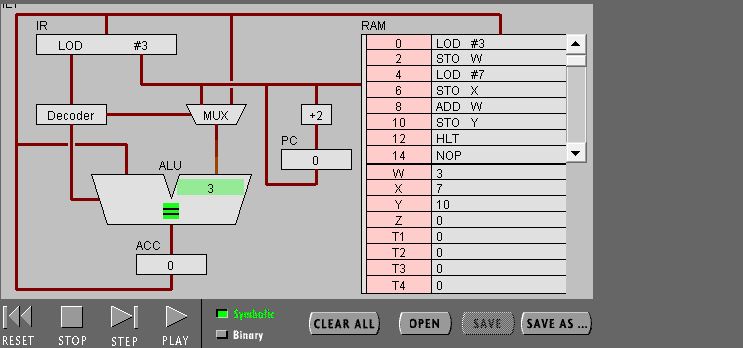 IR
RAM
LOD #3
0 LOD #3
2 STO W
4 LOD #7
6 STO X
8 ADD W
10 STO Y
12 HLT
14 NOP
Decoder
MUX
+2
PC
0
ALU
3
=
ACC
0
W 3
X 7
Y 10
Z 0
T1 0
T2 0
T3 0
T4 0
RESET
STOP
STEP
PLAY
Symbolic
Binary
CLEAR ALL
OPEN
SAVE
SAVE AS ...